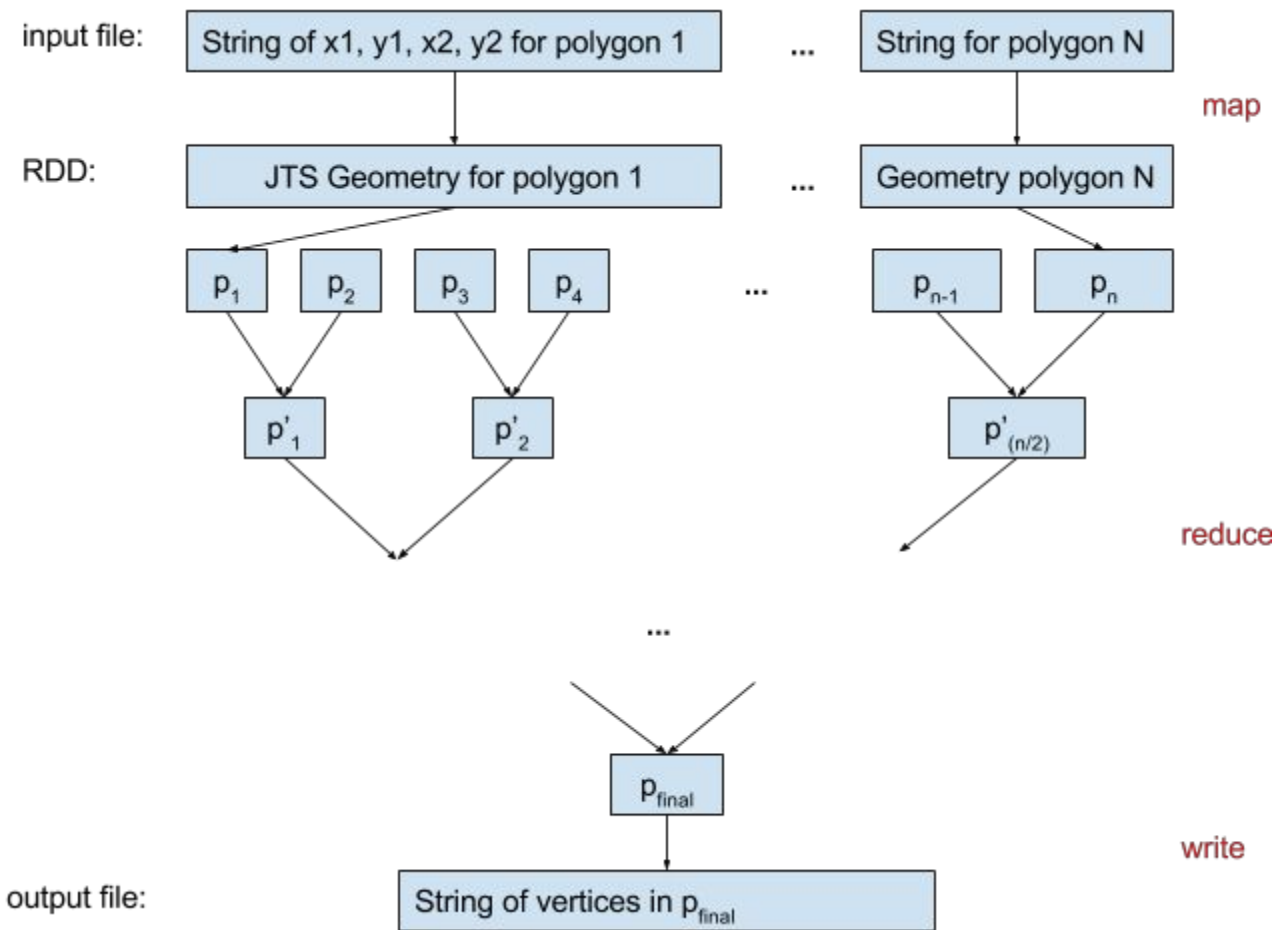 input file:
String of x1, y1, x2, y2 for polygon 1
...
String for polygon N
map
RDD:
JTS Geometry for polygon 1
...
Geometry polygon N
p₁
p₂
p₃
p₄
...
pₙ₋₁
pₙ
p'₁
p'₂
p'₍ₙ/₂₎
reduce
...
p_final
write
output file:
String of vertices in p_final